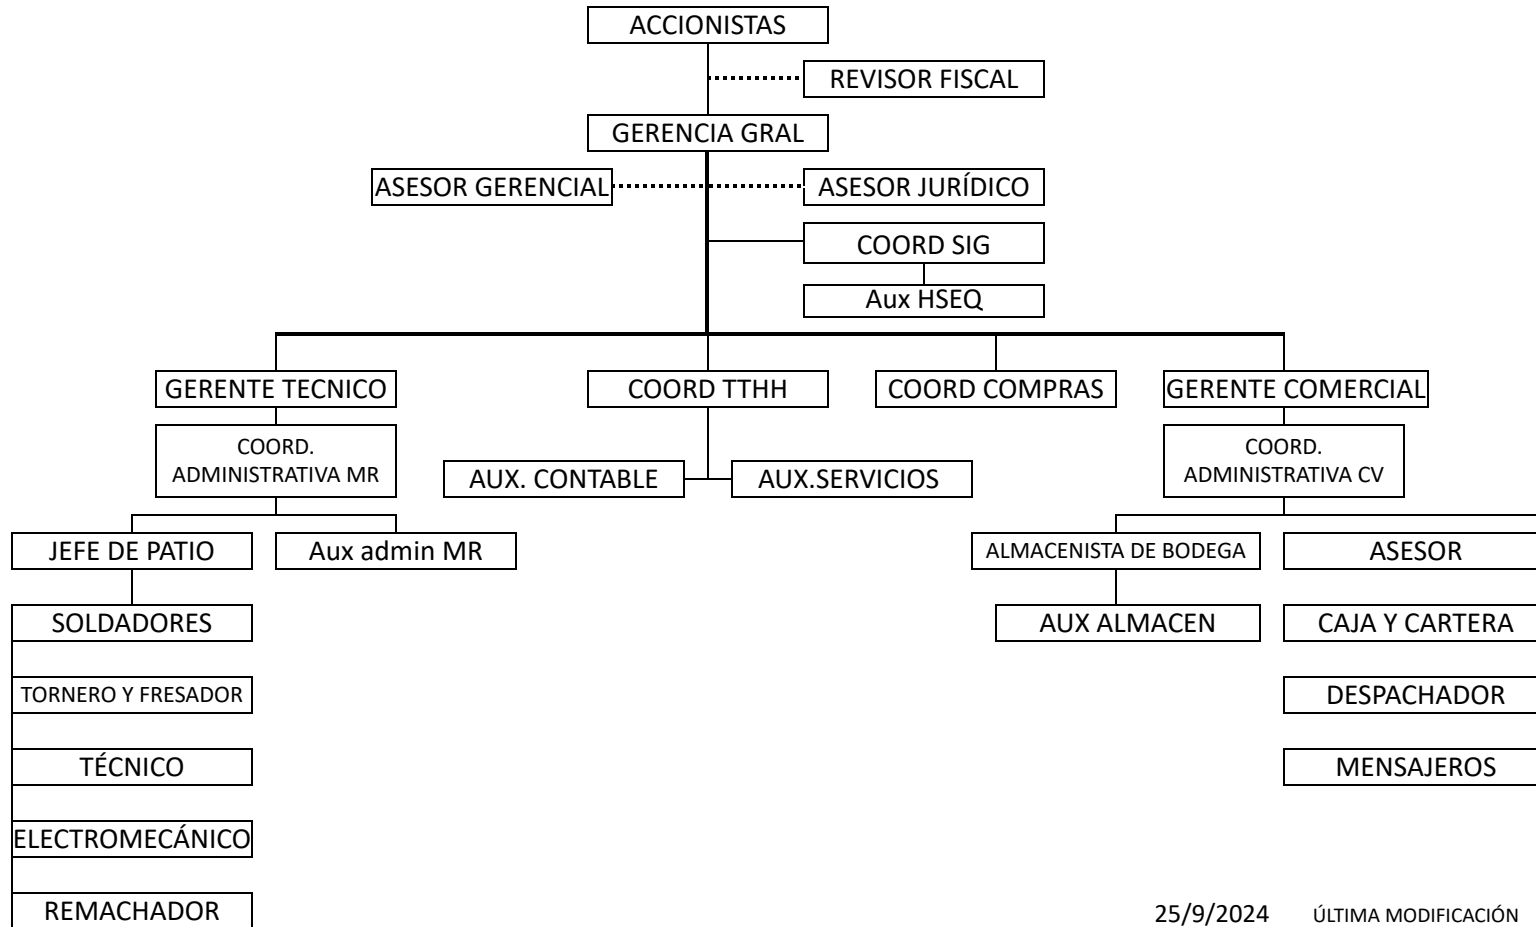 ACCIONISTAS
REVISOR FISCAL
GERENCIA GRAL
ASESOR GERENCIAL
ASESOR JURÍDICO
COORD SIG
Aux HSEQ
GERENTE TECNICO
COORD TTHH
COORD COMPRAS
GERENTE COMERCIAL
COORD.
ADMINISTRATIVA MR
AUX. CONTABLE
AUX.SERVICIOS
COORD.
ADMINISTRATIVA CV
JEFE DE PATIO
Aux admin MR
ALMACENISTA DE BODEGA
ASESOR
SOLDADORES
AUX ALMACEN
CAJA Y CARTERA
TORNERO Y FRESADOR
DESPACHADOR
TÉCNICO
MENSAJEROS
ELECTROMECÁNICO
REMACHADOR
25/9/2024 ÚLTIMA MODIFICACIÓN